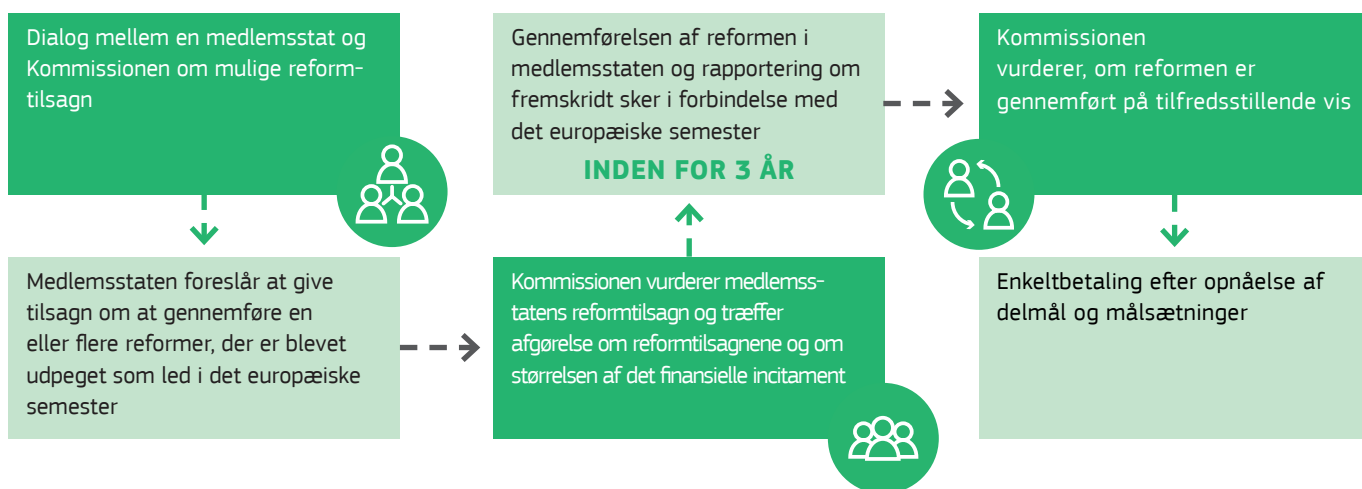 Dialog mellem en medlemsstat og
Kommissionen om mulige reform-
tilsagn
Medlemsstaten foreslår at give
tilsagn om at gennemføre en
eller flere reformer, der er blevet
udpeget som led i det europæiske
semester
Kommissionen vurderer medlemss-
tatens reformtilsagn og træffer
afgørelse om reformtilsagnene og om
størrelsen af det finansielle incitament
Gennemførelsen af reformen i
medlemsstaten og rapportering om
fremskridt sker i forbindelse med
det europæiske semester
INDEN FOR 3 ÅR
Kommissionen
vurderer, om reformen er
gennemført på tilfredsstillende vis
Enkeltbetaling efter opnåelse af
delmål og målsætninger